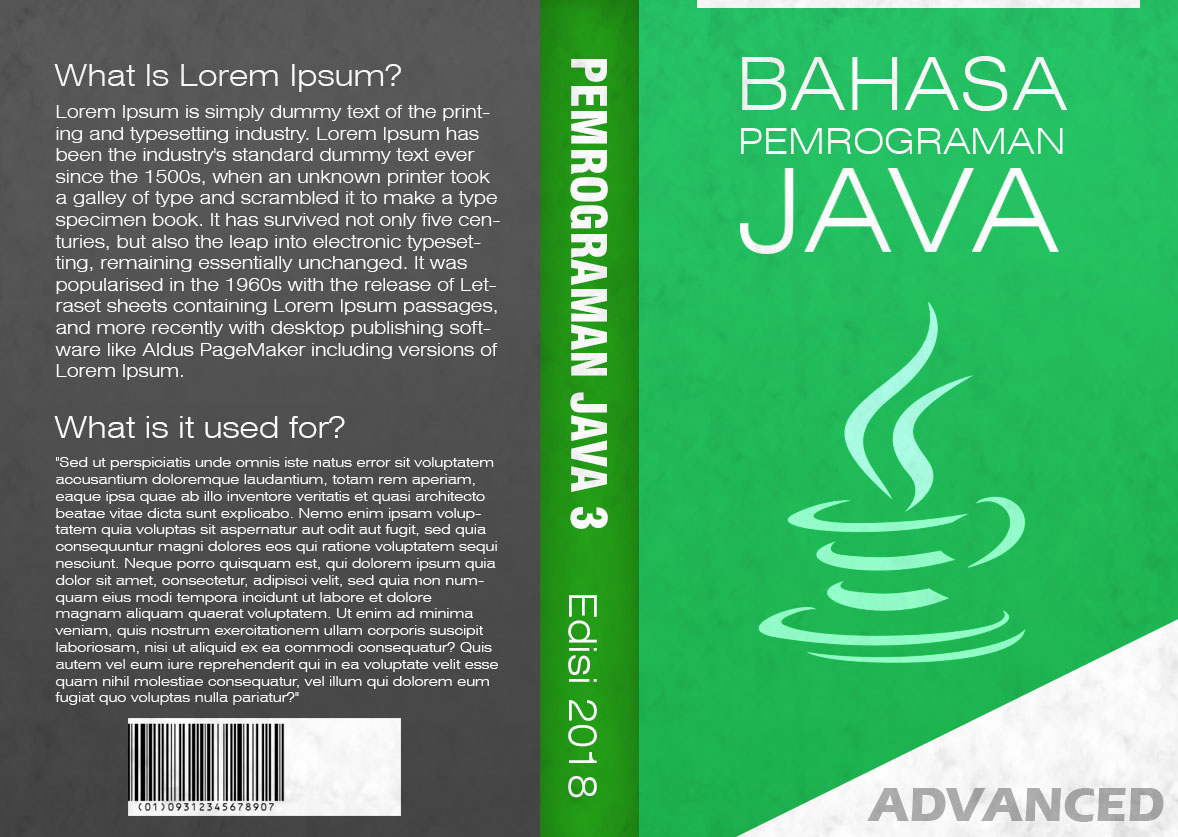 What Is Lorem Ipsum?
Lorem Ipsum is simply dummy text of the print-
ing and typesetting industry. Lorem Ipsum has
been the industry's standard dummy text ever
since the 1500s, when an unknown printer took
a galley of type and scrambled it to make a type
specimen book. It has survived not only five cen-
turies, but also the leap into electronic typeset-
ting, remaining essentially unchanged. It was
popularised in the 1960s with the release of Let-
raset sheets containing Lorem Ipsum passages,
and more recently with desktop publishing soft-
ware like Aldus PageMaker including versions of
Lorem Ipsum.
What is it used for?
"Sed ut perspiciatis unde omnis iste natus error sit voluptatem
accusantium doloremque laudantium, totam rem aperiam,
eaque ipsa quae ab illo inventore veritatis et quasi architecto
beatae vitae dicta sunt explicabo. Nemo enim ipsam volup-
tatem quia voluptas sit aspernatur aut odit aut fugit, sed quia
consequuntur magni dolores eos qui ratione voluptatem sequi
nesciunt. Neque porro quisquam est, qui dolorem ipsum quia
dolor sit amet, consectetur, adipisci velit, sed quia non num-
quam eius modi tempora incidunt ut labore et dolore
magnam aliquam quaerat voluptatem. Ut enim ad minima
veniam, quis nostrum exercitationem ullam corporis suscipit
laboriosam, nisi ut aliquid ex ea commodi consequatur? Quis
autem vel eum iure reprehenderit qui in ea voluptate velit esse
quam nihil molestiae consequatur, vel illum qui dolorem eum
fugiat quo voluptas nulla pariatur?"
(01)09312345678907
PEMROGRAMAN JAVA 3
Edisi 2018
BAHASA
PEMROGRAMAN
JAVA
ADVANCED